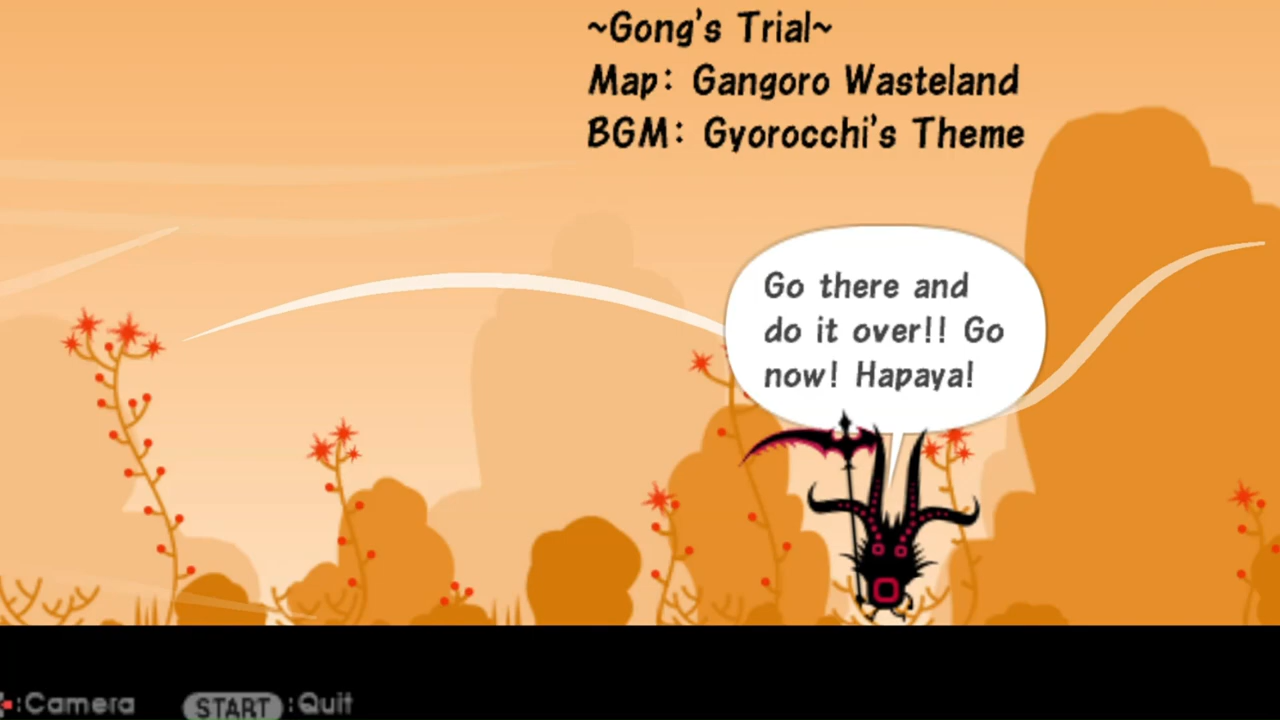 ~Gong's Trial~
Map: Gangoro Wasteland
BGM: Gyorocchi's Theme
Go there and
do it over!! Go
now! Hapaya!
:Camera START :Quit